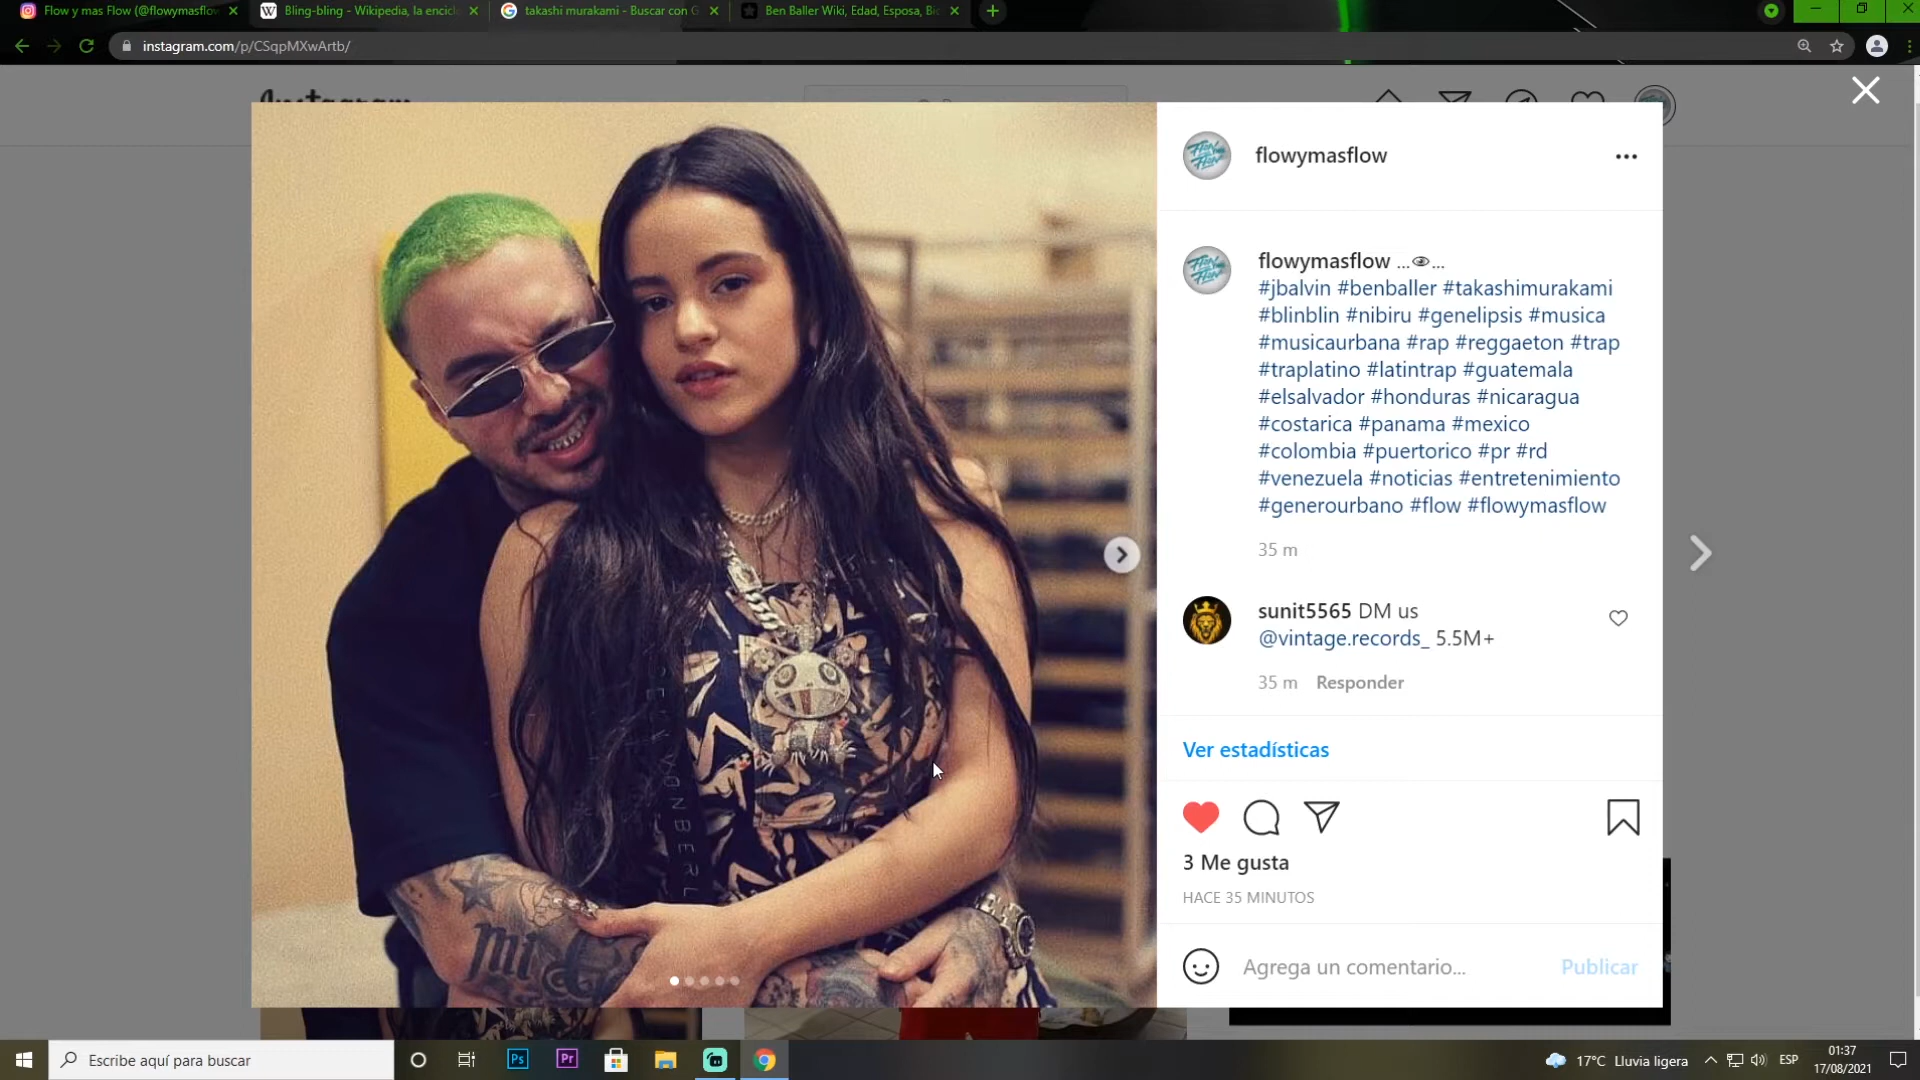 Flow y mas Flow (@flowymasflow
Bling-bling - Wikipedia, la encicl
takashi murakami - Buscar con G
Ben Baller Wiki, Edad, Esposa, Bi
instagram.com/p/CSqpMXwArtb/
Instagram
flowymasflow
flowymasflow ...👁...
#jbalvin #benballer #takashimurakami
#blinblin #nibiru #genelipsis #musica
#musicaurbana #rap #reggaeton #trap
#traplatino #latintrap #guatemala
#elsalvador #honduras #nicaragua
#costarica #panama #mexico
#colombia #puertorico #pr #rd
#venezuela #noticias #entretenimiento
#generourbano #flow #flowymasflow
35 m
sunit5565 DM us
@vintage.records_ 5.5M+
35 m Responder
Ver estadísticas
3 Me gusta
HACE 35 MINUTOS
Agrega un comentario... Publicar
mi
Escribe aquí para buscar
Ps
Pr
17°C Lluvia ligera
ESP
01:37
17/08/2021